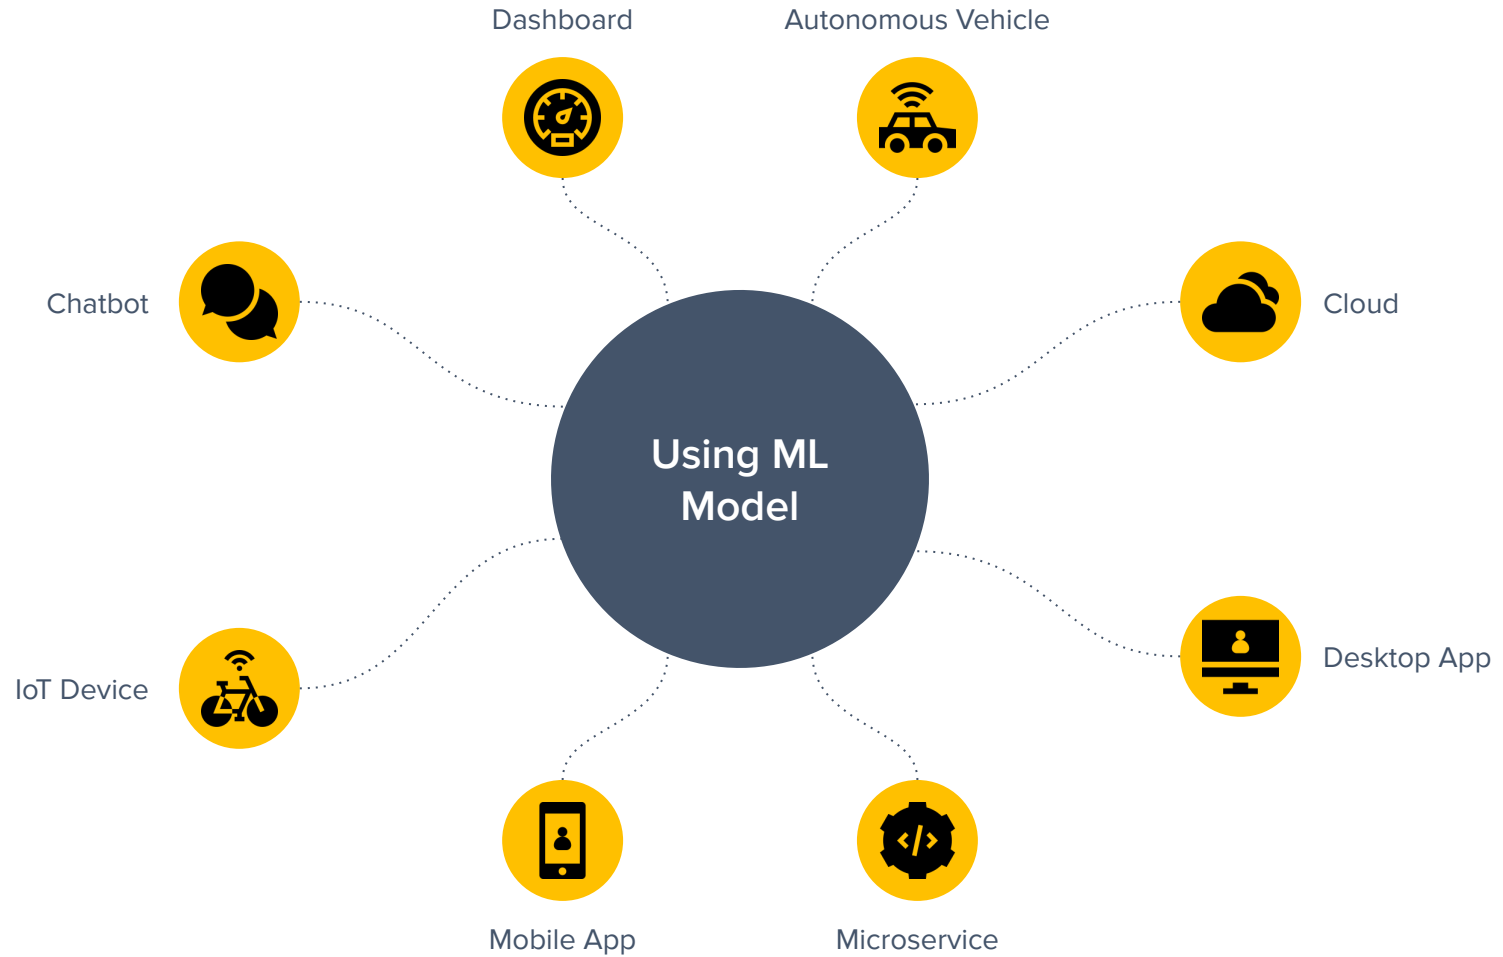 Dashboard
Autonomous Vehicle
Chatbot
Cloud
Using ML
Model
IoT Device
Desktop App
Mobile App
Microservice